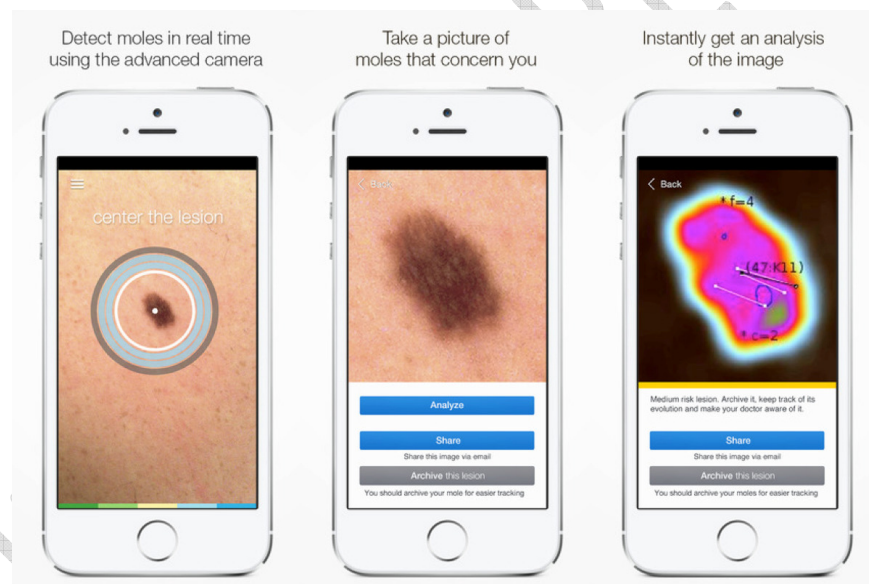 Detect moles in real time
using the advanced camera
center the lesion
Take a picture of
moles that concern you
Back
Analyze
Share
Share this image via email
Archive this lesion
You should archive your mole for easier tracking
Instantly get an analysis
of the image
Back
* f=4
(47:K11)
* c=2
Medium risk lesion. Archive it, keep track of its
evolution and make your doctor aware of it.
Share
Share this image via email
Archive this lesion
You should archive your moles for easier tracking